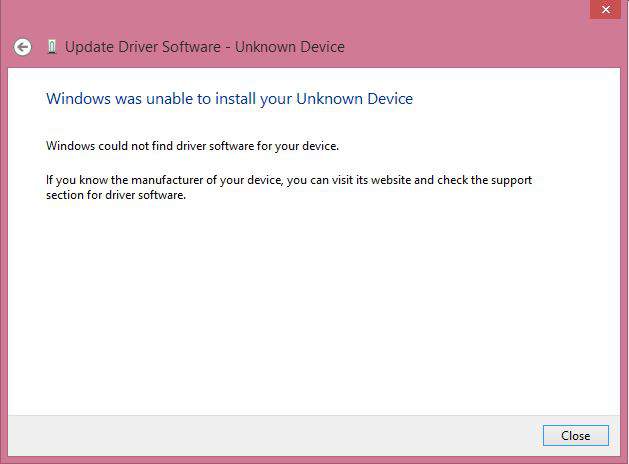 Update Driver Software - Unknown Device
Windows was unable to install your Unknown Device
Windows could not find driver software for your device.
If you know the manufacturer of your device, you can visit its website and check the support
section for driver software.
Close